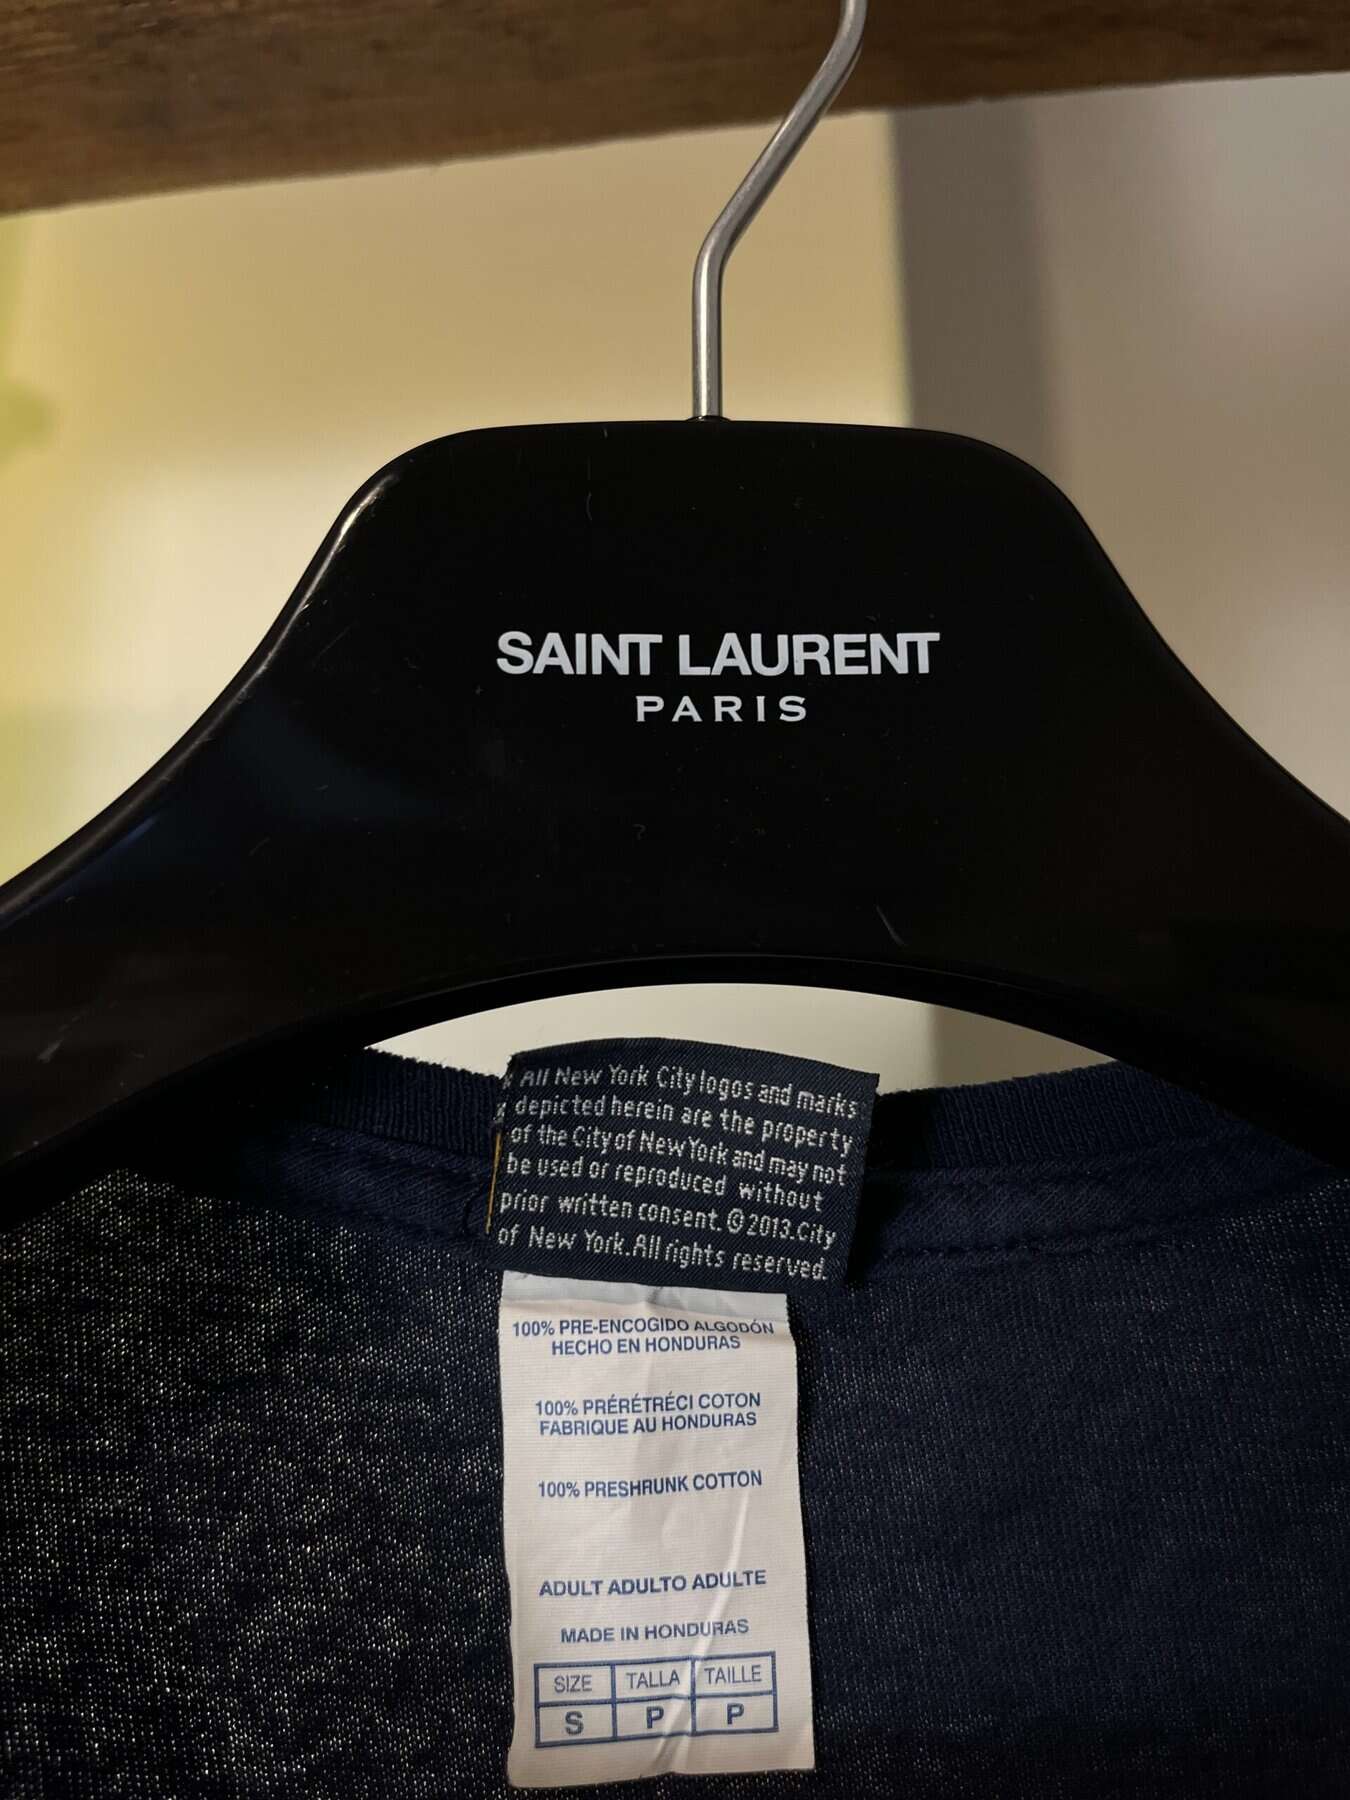 SAINT LAURENT
PARIS
All New York City logos and marks
depicted herein are the property
of the City of New York and may not
be used or reproduced without
prior written consent. © 2013. City
of New York. All rights reserved.
100% PRE-ENCOGIDO ALGODÓN
HECHO EN HONDURAS
100% PRÉRÉTRÉCI COTON
FABRIQUE AU HONDURAS
100% PRESHRUNK COTTON
ADULT ADULTO ADULTE
MADE IN HONDURAS
SIZE TALLA TAILLE
S P P